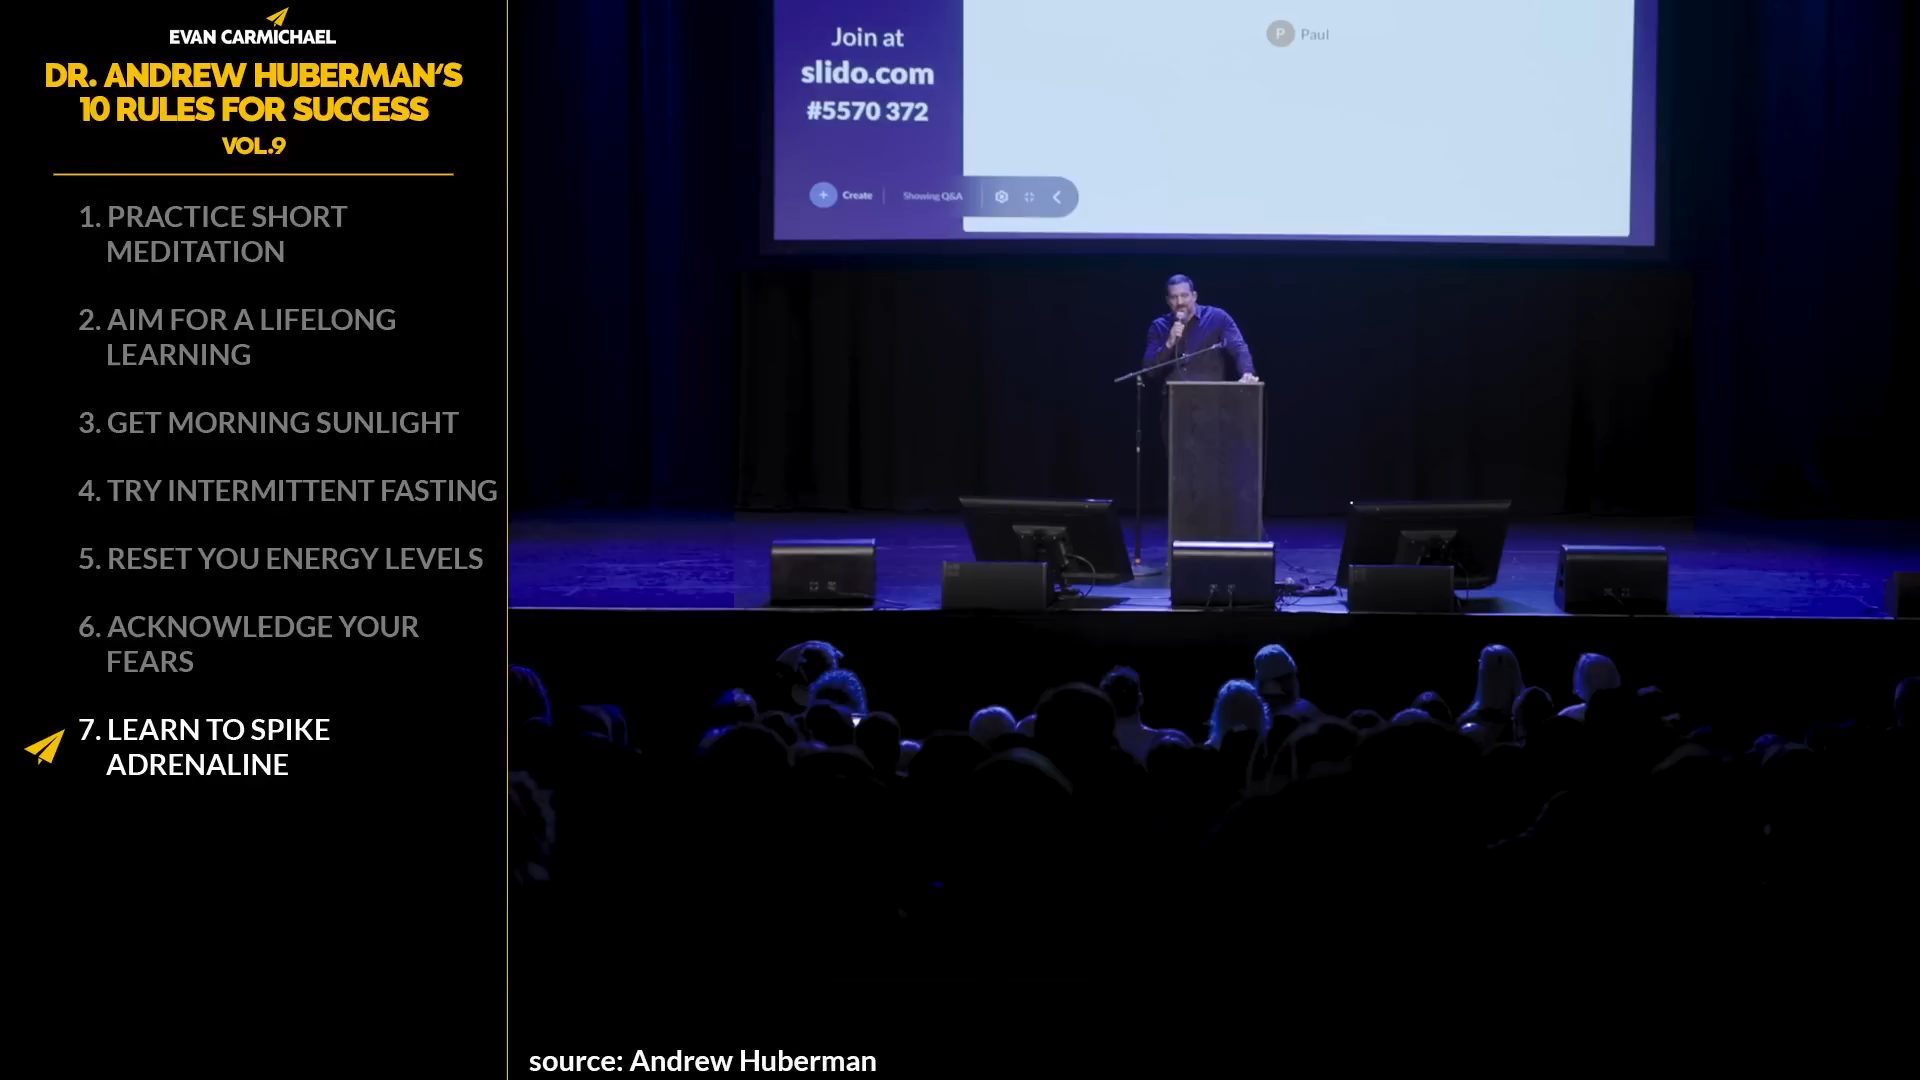 EVAN CARMICHAEL
DR. ANDREW HUBERMAN'S
10 RULES FOR SUCCESS
VOL.9
1. PRACTICE SHORT
MEDITATION
2. AIM FOR A LIFELONG
LEARNING
3. GET MORNING SUNLIGHT
4. TRY INTERMITTENT FASTING
5. RESET YOU ENERGY LEVELS
6. ACKNOWLEDGE YOUR
FEARS
7. LEARN TO SPIKE
ADRENALINE
Join at
slido.com
#5570 372
P Paul
Create
Showing Q&A
source: Andrew Huberman